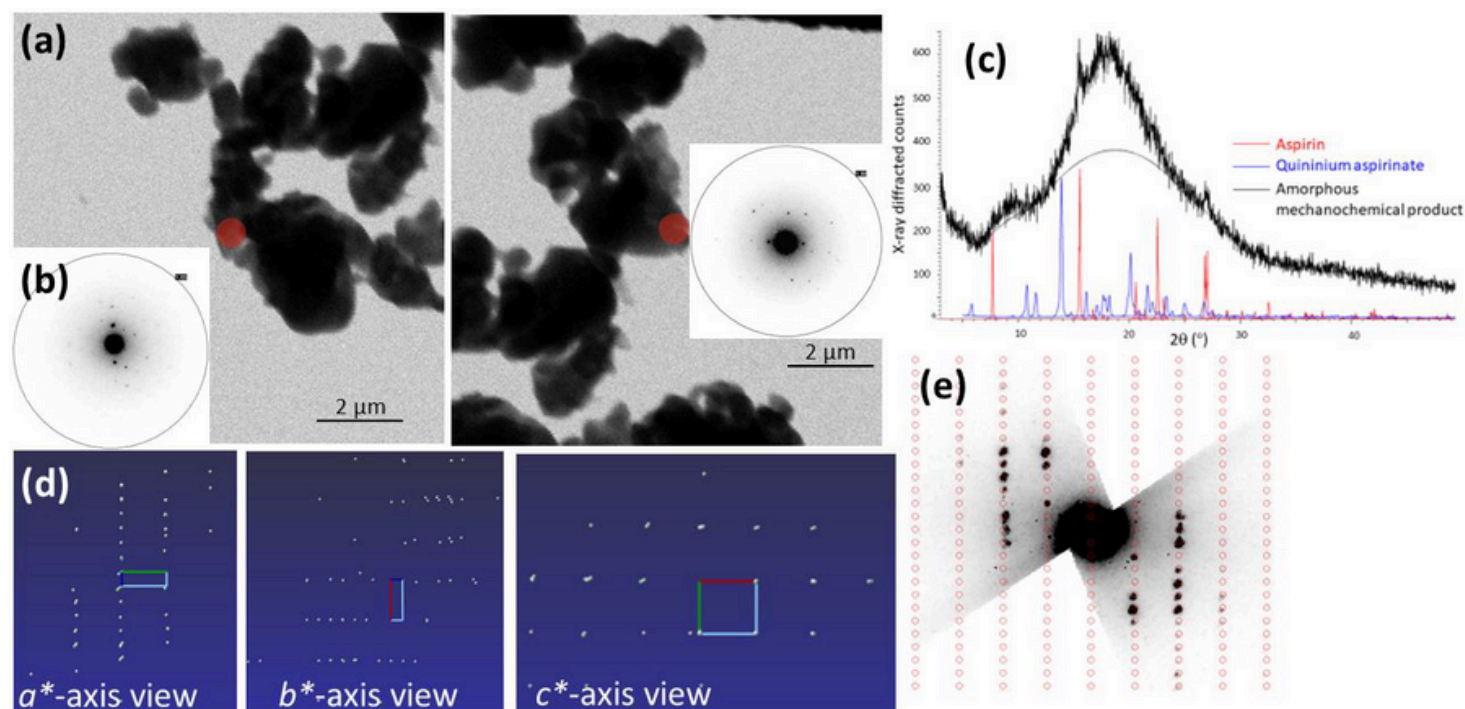 (a)
(b)
2 μm
2 μm
(c)
600
500
400
300
200
100
0
X-ray diffracted counts
10
20
30
40
2θ (°)
Aspirin
Quininium aspirinate
Amorphous
mechanochemical product
(d)
a*-axis view
b*-axis view
c*-axis view
(e)